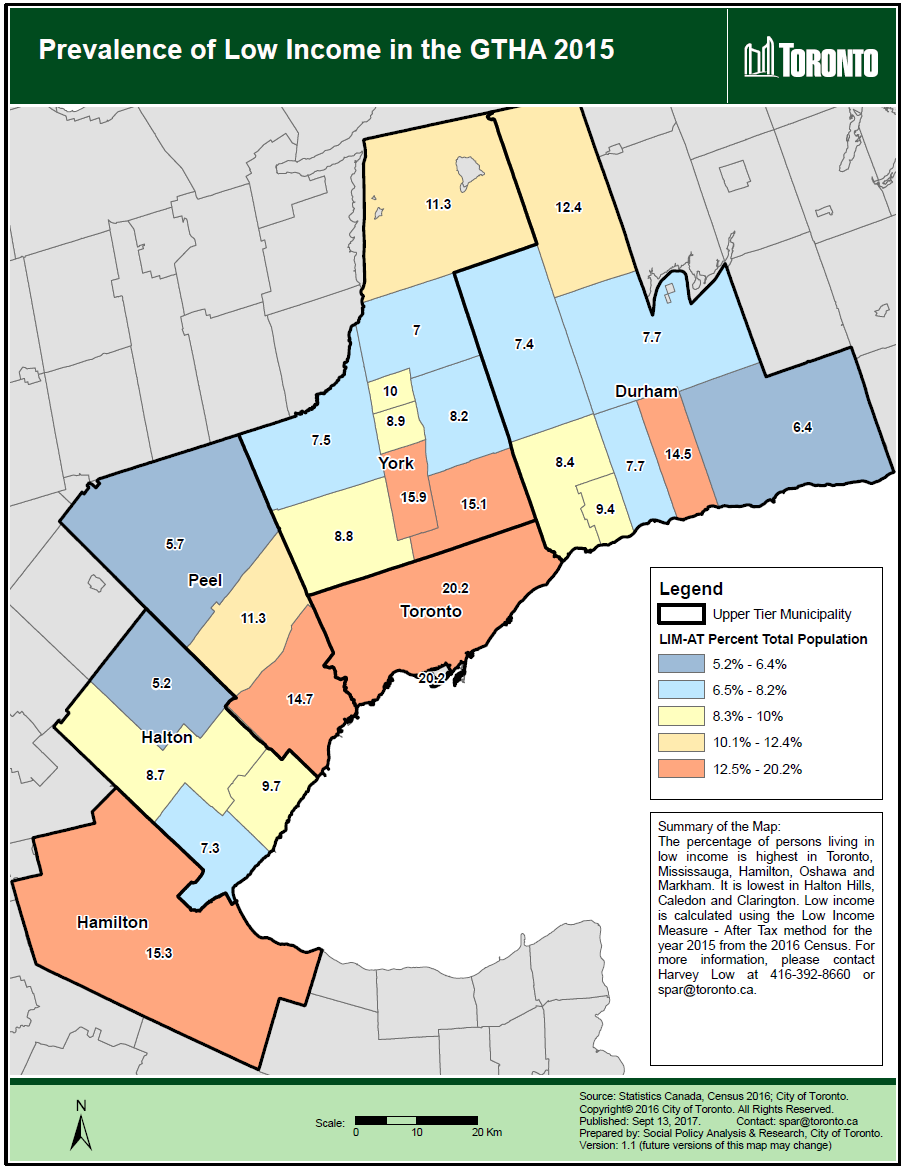 Prevalence of Low Income in the GTHA 2015
TORONTO
11.3
12.4
7
7.4
7.7
10
Durham
8.9
8.2
7.5
6.4
York
8.4
7.7
14.5
15.9
15.1
9.4
8.8
5.7
Peel
20.2
Toronto
11.3
20.2
5.2
14.7
Halton
8.7
9.7
7.3
Hamilton
15.3
Legend
Upper Tier Municipality
LIM-AT Percent Total Population
5.2% - 6.4%
6.5% - 8.2%
8.3% - 10%
10.1% - 12.4%
12.5% - 20.2%
Summary of the Map:
The percentage of persons living in
low income is highest in Toronto,
Mississauga, Hamilton, Oshawa and
Markham. It is lowest in Halton Hills,
Caledon and Clarington. Low income
is calculated using the Low Income
Measure - After Tax method for the
year 2015 from the 2016 Census. For
more information, please contact
Harvey Low at 416-392-8660 or
spar@toronto.ca.
N
Scale:
0 10 20 Km
Source: Statistics Canada, Census 2016; City of Toronto.
Copyright© 2016 City of Toronto. All Rights Reserved.
Published: Sept 13, 2017. Contact: spar@toronto.ca
Prepared by: Social Policy Analysis & Research, City of Toronto.
Version: 1.1 (future versions of this map may change)